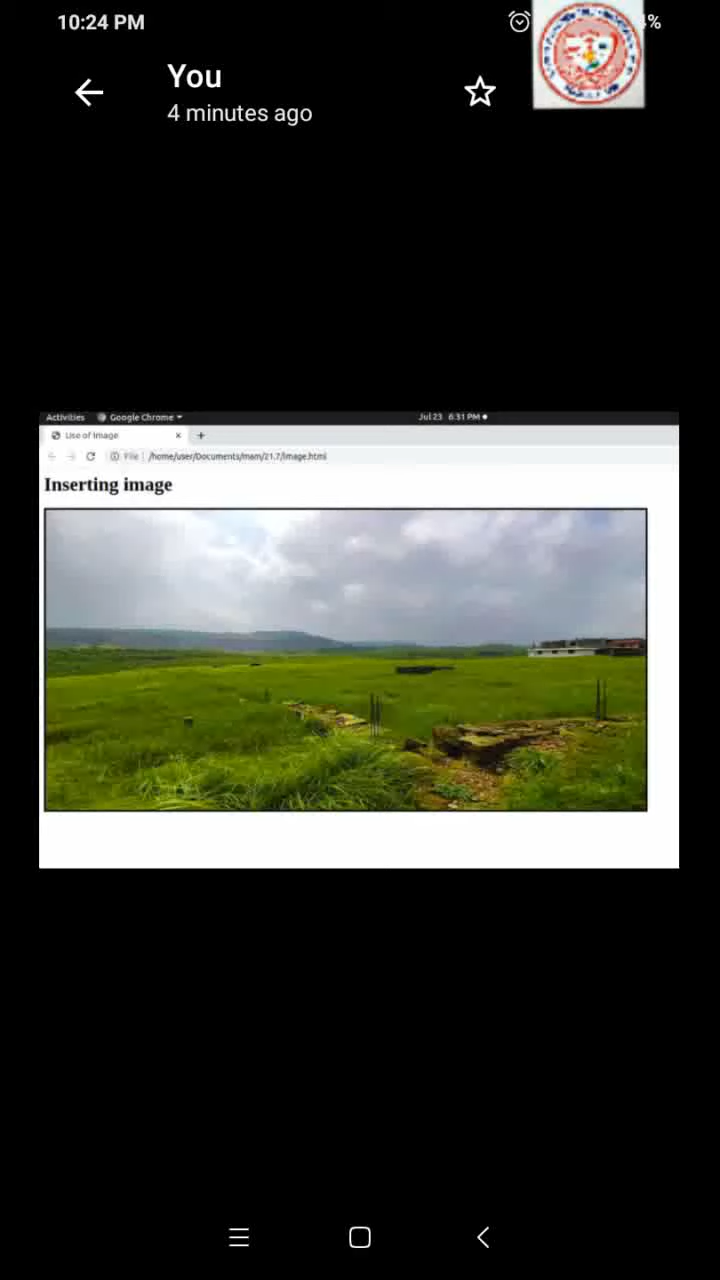 10:24 PM
%
You
4 minutes ago
Activities Google Chrome Jul 23 6:31 PM
Use of Image
File /home/user/Documents/mam/21.7/image.html
Inserting image